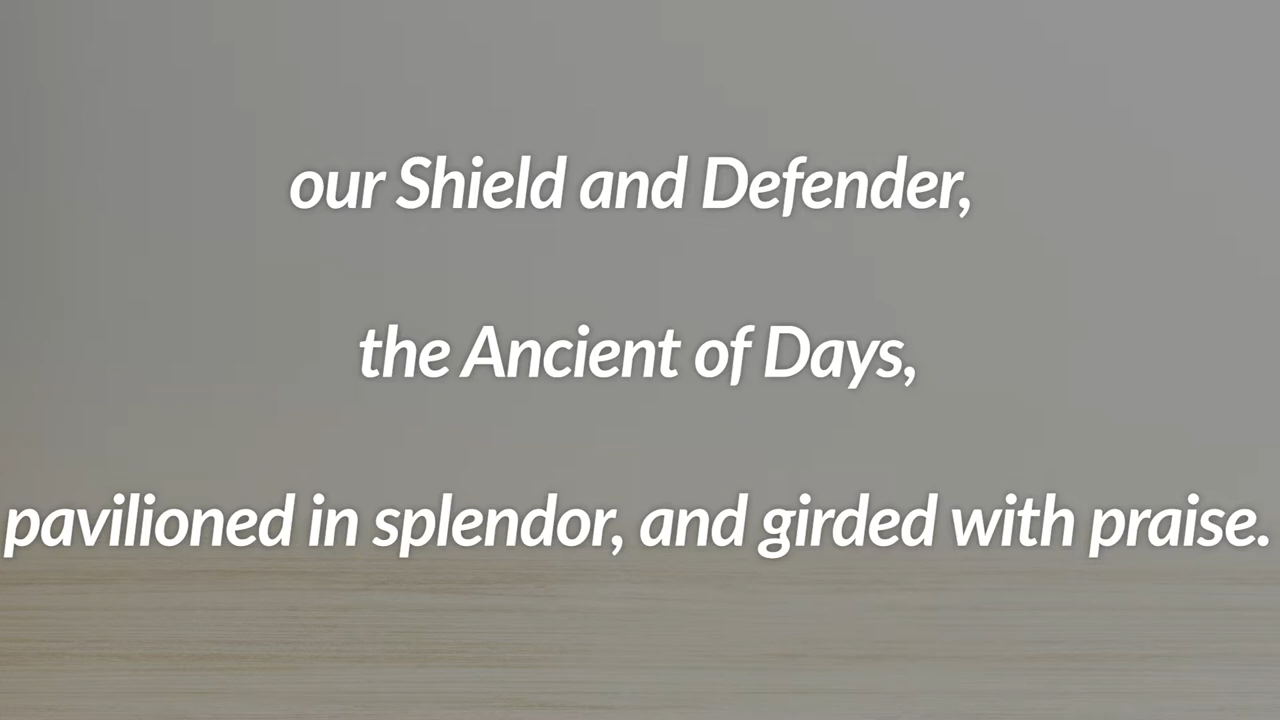 our Shield and Defender,
the Ancient of Days,
pavilioned in splendor, and girded with praise.